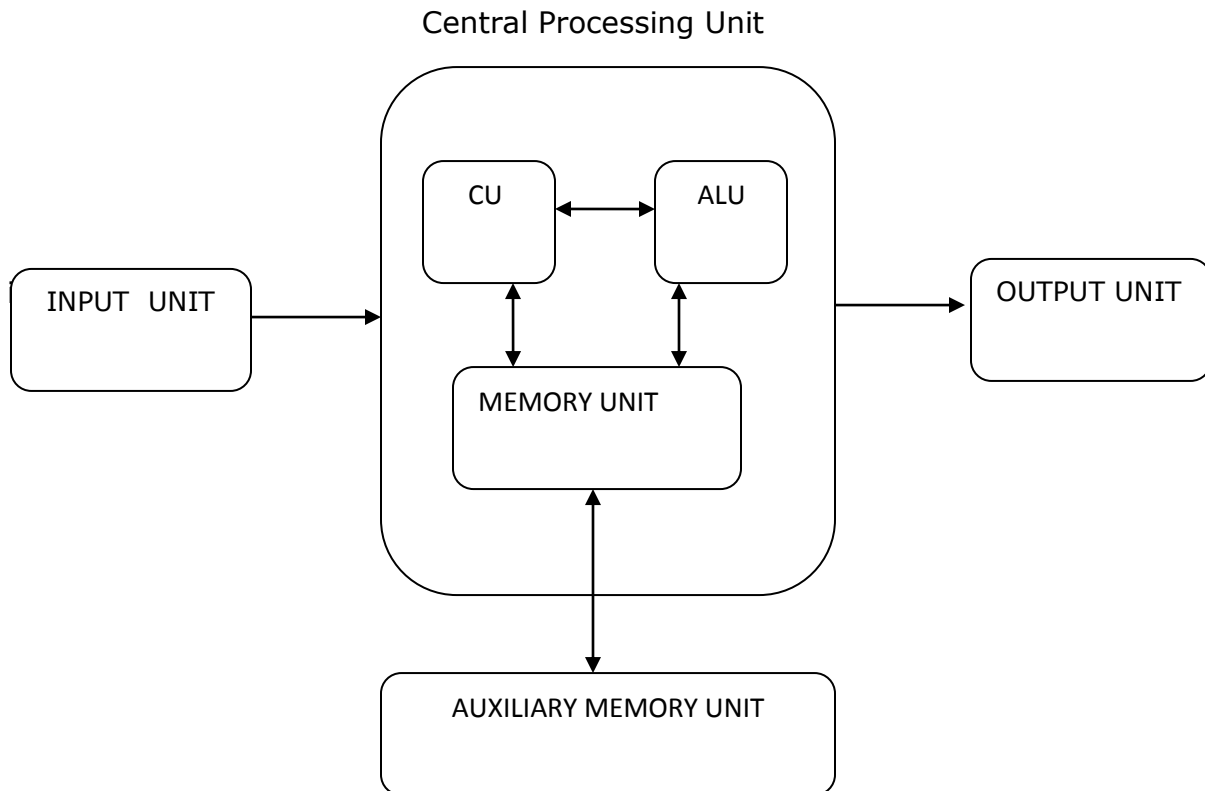 Central Processing Unit
CU
ALU
INPUT UNIT
OUTPUT UNIT
MEMORY UNIT
AUXILIARY MEMORY UNIT